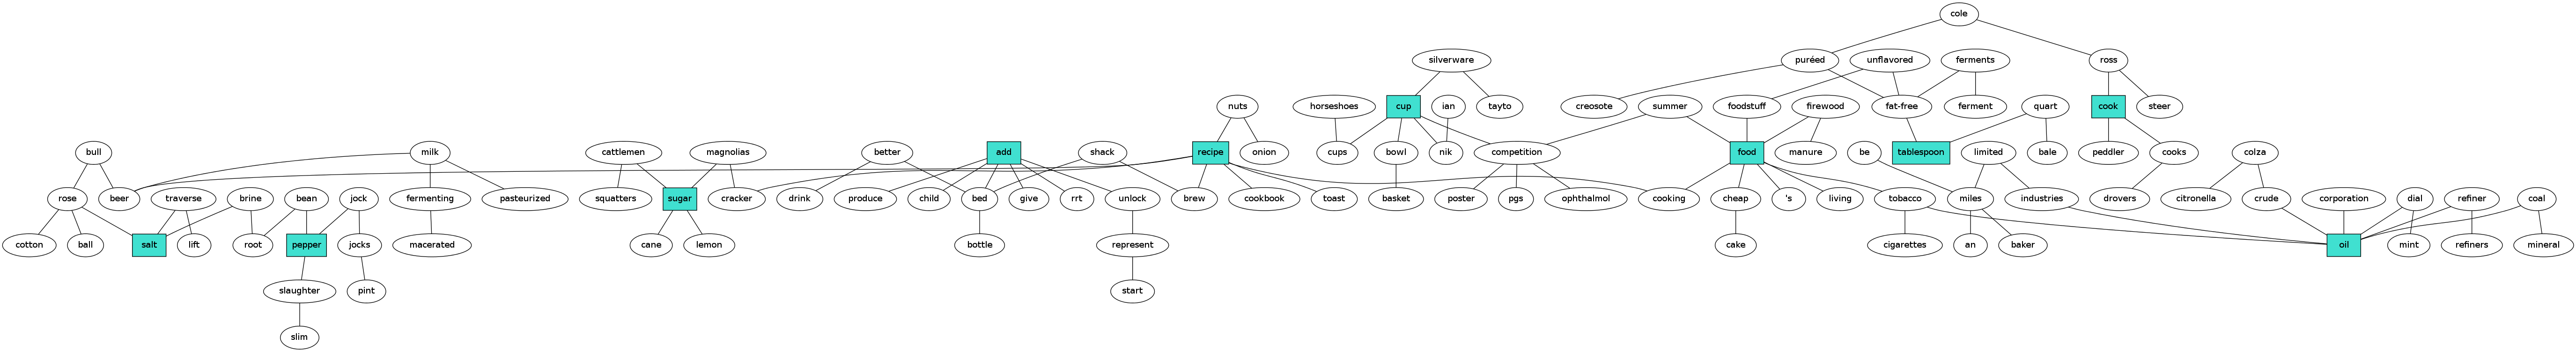 cole
silverware puréed unflavored ferments ross
nuts horseshoes cup ian tayto creosote summer foodstuff firewood fat-free ferment quart cook steer
bull milk cattlemen magnolias better add shack recipe onion cups bowl nik competition food manure be tablespoon limited bale peddler cooks colza
rose beer traverse brine bean jock fermenting pasteurized squatters sugar cracker drink produce child bed give rrt unlock brew cookbook toast basket poster pgs ophthalmol cooking cheap 's living tobacco miles industries drovers citronella crude corporation dial refiner coal
cotton ball salt lift root pepper jocks macerated cane lemon bottle represent cake cigarettes an baker oil mint refiners mineral
slaughter pint start
slim